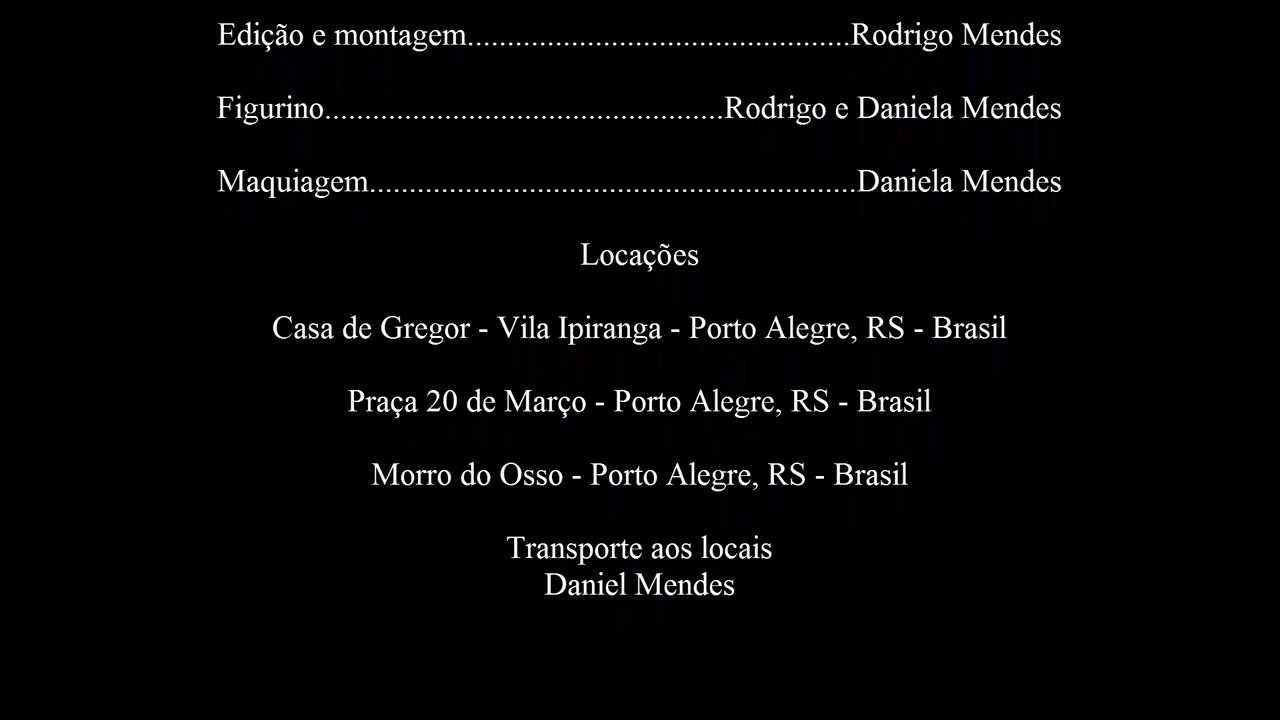 Edição e montagem................................................Rodrigo Mendes
Figurino..................................................Rodrigo e Daniela Mendes
Maquiagem.............................................................Daniela Mendes
Locações
Casa de Gregor - Vila Ipiranga - Porto Alegre, RS - Brasil
Praça 20 de Março - Porto Alegre, RS - Brasil
Morro do Osso - Porto Alegre, RS - Brasil
Transporte aos locais
Daniel Mendes